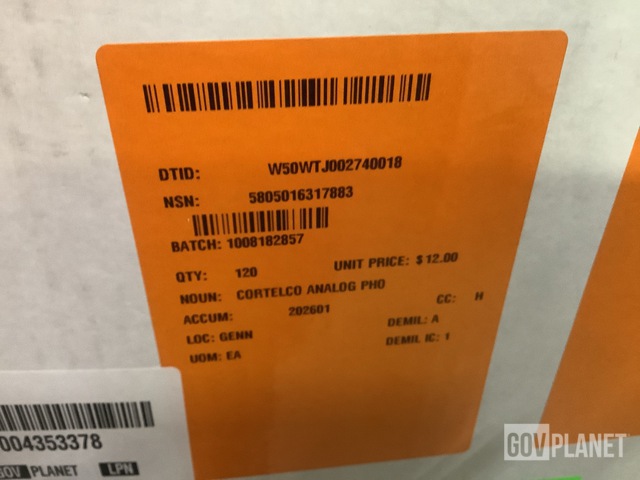 DTID: W50WTJ002740018
NSN: 5805016317883
BATCH: 1008182857
QTY: 120 UNIT PRICE: $12.00
NOUN: CORTELCO ANALOG PHO
ACCUM: 202601 CC: H
LOC: GENN DEMIL: A
UOM: EA DEMIL IC: 1
004353378
GOV PLANET LPN
GOVPLANET